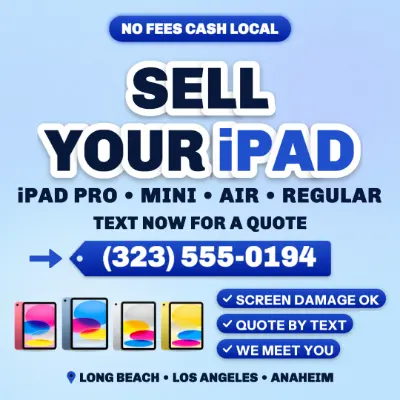 NO FEES CASH LOCAL
SELL
YOUR iPAD
iPAD PRO • MINI • AIR • REGULAR
TEXT NOW FOR A QUOTE
(323) 555-0194
SCREEN DAMAGE OK
QUOTE BY TEXT
WE MEET YOU
LONG BEACH • LOS ANGELES • ANAHEIM